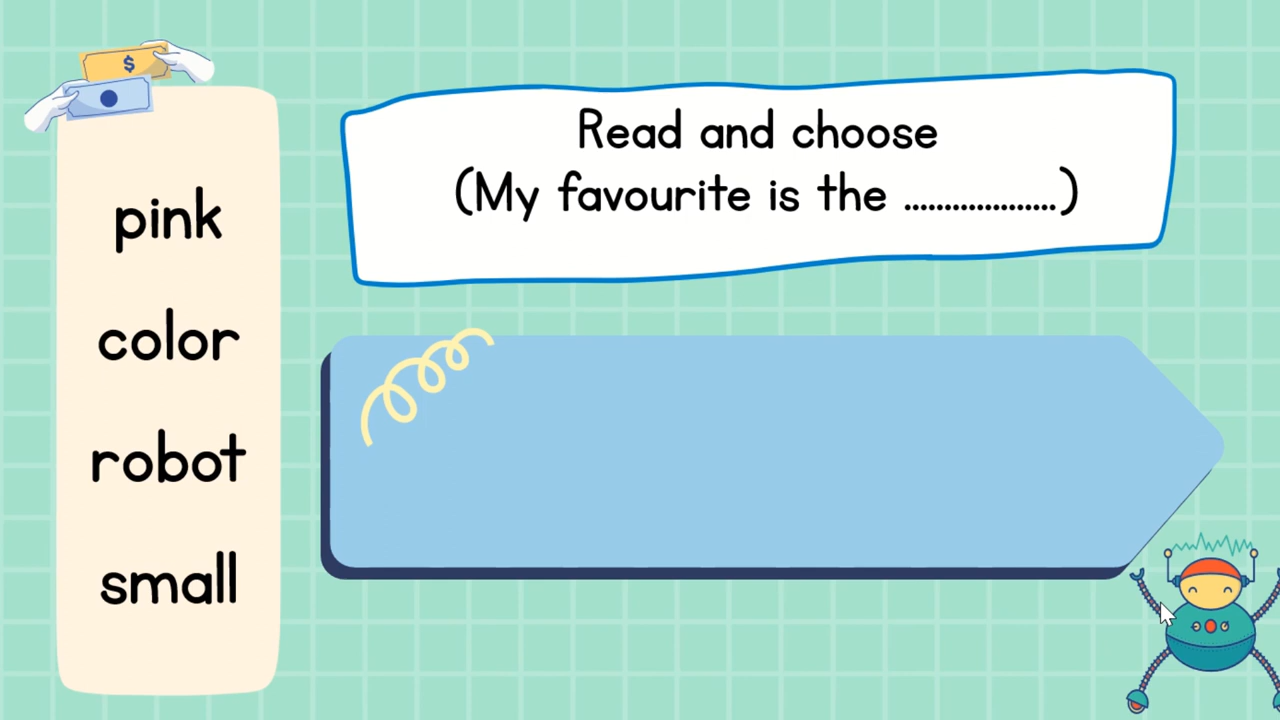 Read and choose
(My favourite is the ...................)
pink
color
robot
small